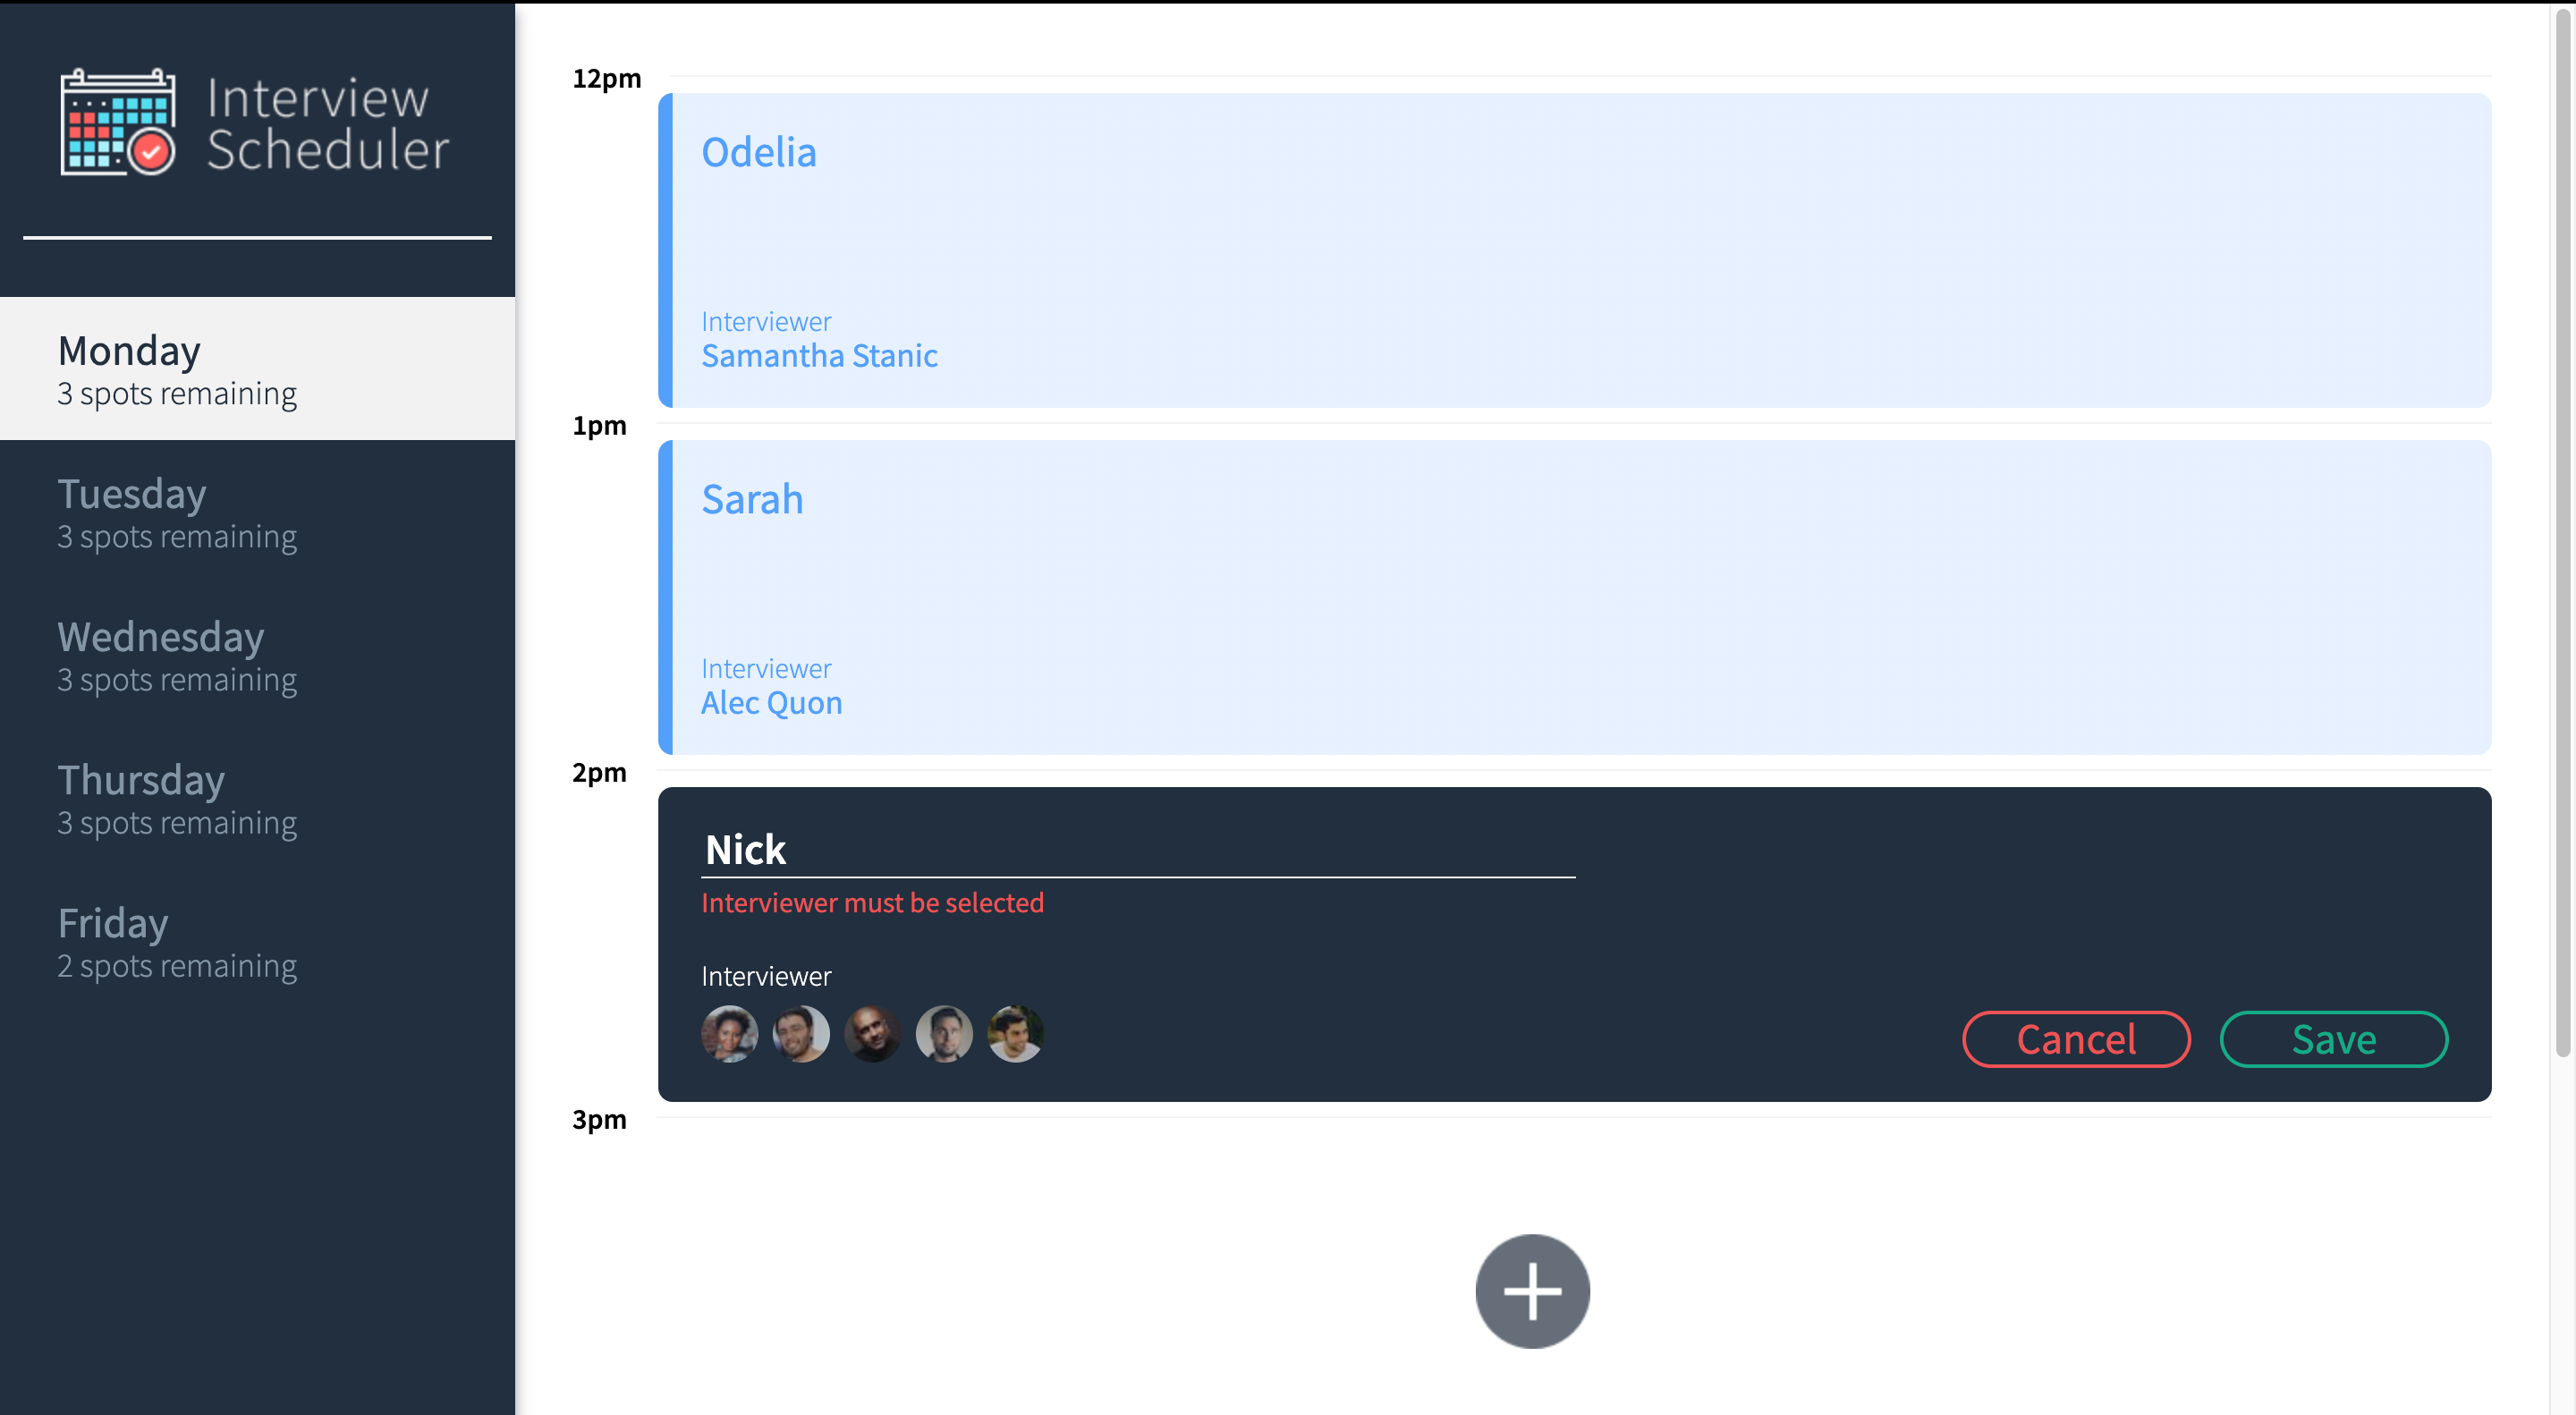 Interview
Scheduler
Monday
3 spots remaining
Tuesday
3 spots remaining
Wednesday
3 spots remaining
Thursday
3 spots remaining
Friday
2 spots remaining
12pm
Odelia
Interviewer
Samantha Stanic
1pm
Sarah
Interviewer
Alec Quon
2pm
Nick
Interviewer must be selected
Interviewer
Cancel Save
3pm